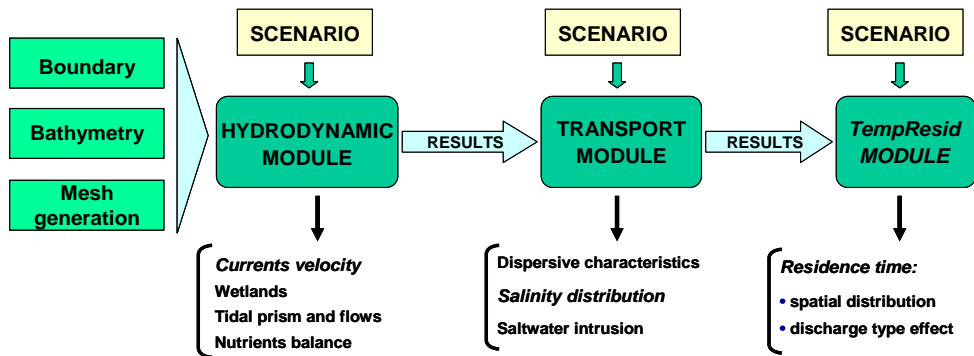 SCENARIO
SCENARIO
SCENARIO
Boundary
Bathymetry
Mesh
generation
HYDRODYNAMIC
MODULE
RESULTS
TRANSPORT
MODULE
RESULTS
TempResid
MODULE
Currents velocity
Wetlands
Tidal prism and flows
Nutrients balance
Dispersive characteristics
Salinity distribution
Saltwater intrusion
Residence time:
• spatial distribution
• discharge type effect